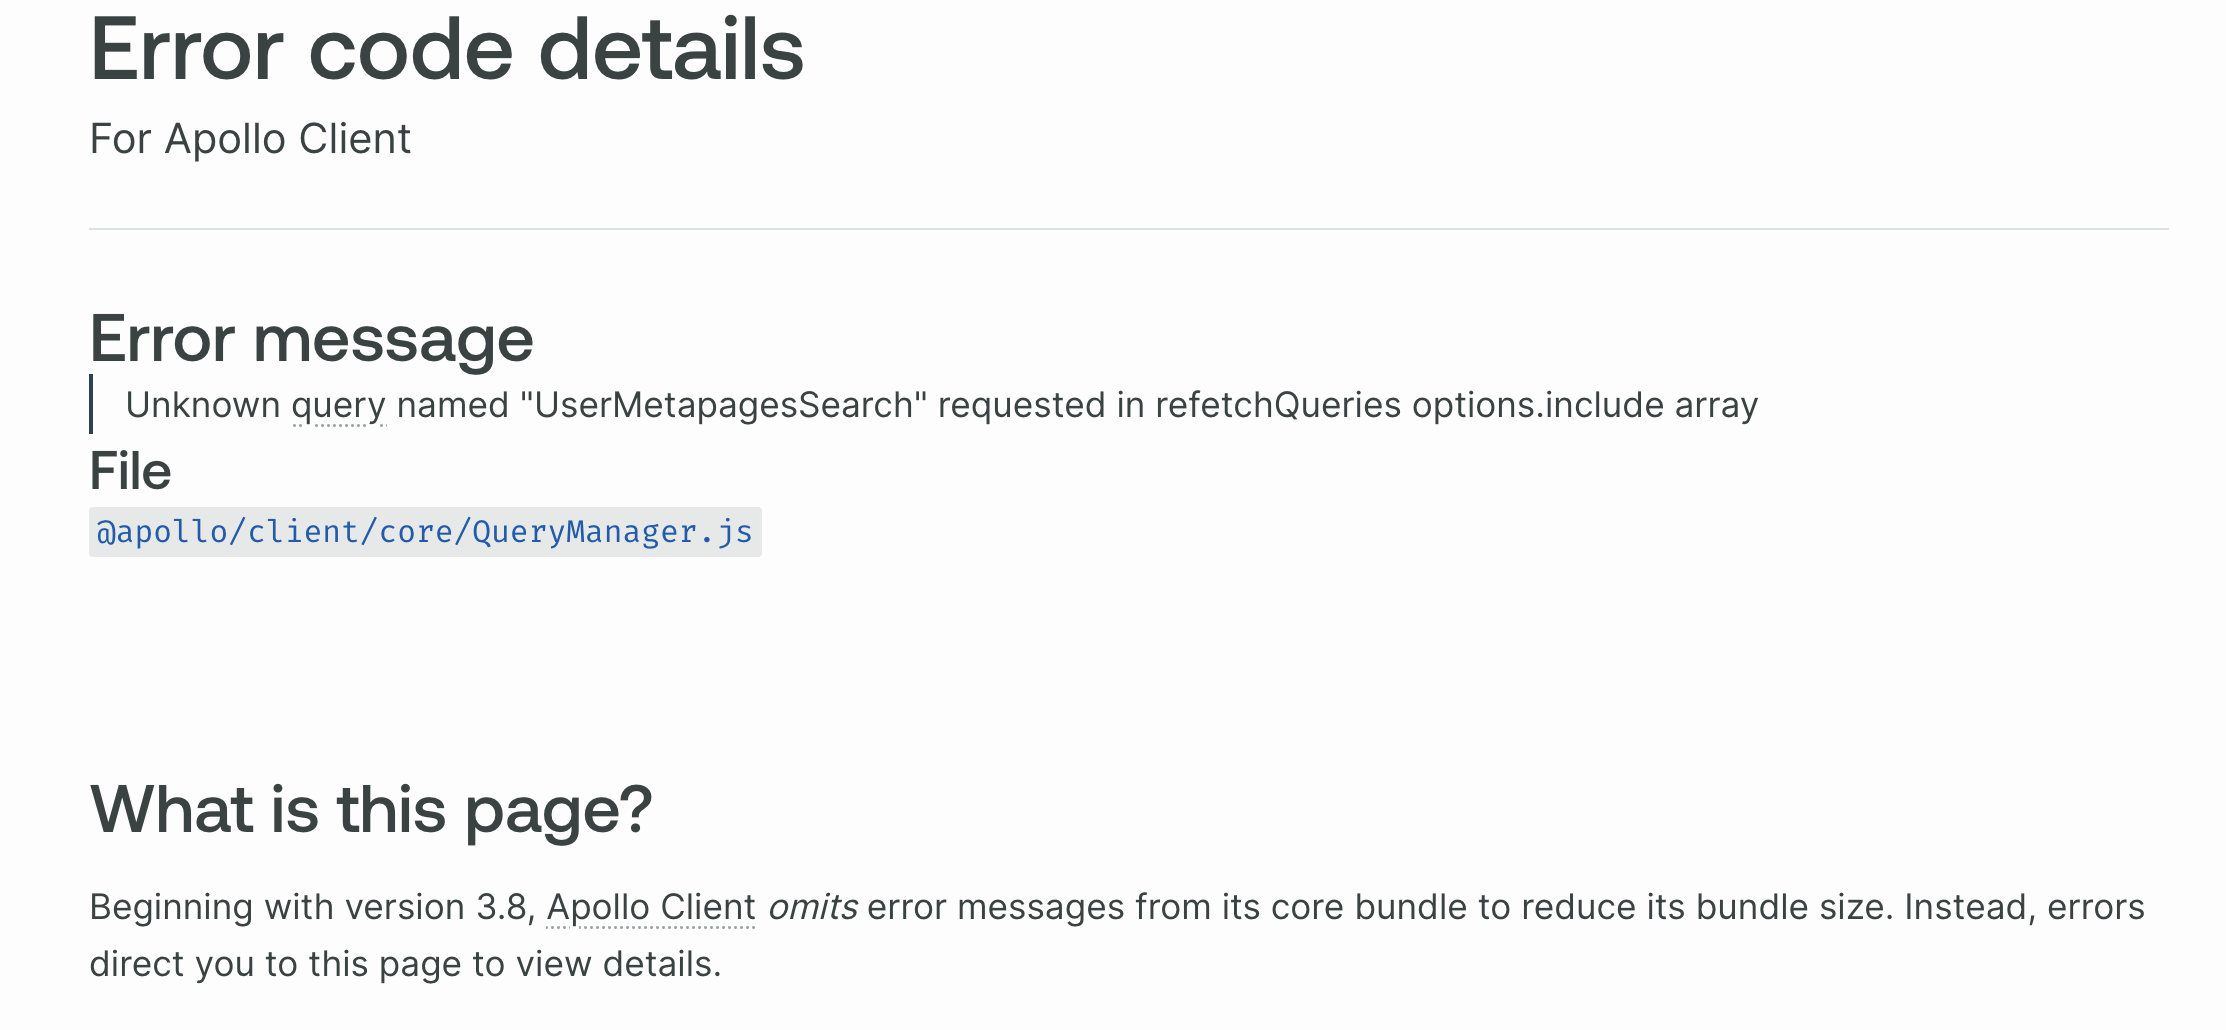 Error code details
For Apollo Client
Error message
Unknown query named "UserMetapagesSearch" requested in refetchQueries options.include array
File
@apollo/client/core/QueryManager.js
What is this page?
Beginning with version 3.8, Apollo Client omits error messages from its core bundle to reduce its bundle size. Instead, errors
direct you to this page to view details.